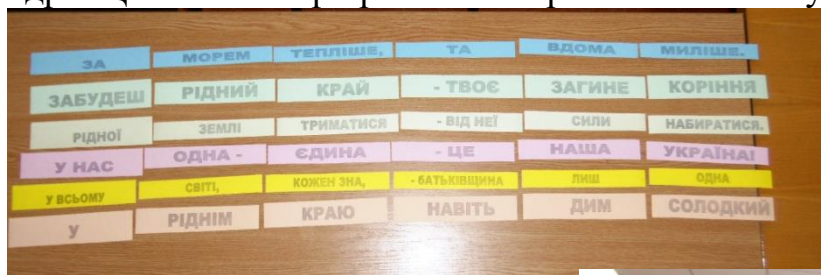 ЗА МОРЕМ ТЕПЛІШЕ, ТА ВДОМА МИЛІШЕ.
ЗАБУДЕШ РІДНИЙ КРАЙ - ТВОЄ ЗАГИНЕ КОРІННЯ
РІДНОЇ ЗЕМЛІ ТРИМАТИСЯ - ВІД НЕЇ СИЛИ НАБИРАТИСЯ.
У НАС ОДНА - ЄДИНА - ЦЕ НАША УКРАЇНА!
У ВСЬОМУ СВІТІ, КОЖЕН ЗНА, - БАТЬКІВЩИНА ЛИШ ОДНА
У РІДНІМ КРАЮ НАВІТЬ ДИМ СОЛОДКИЙ